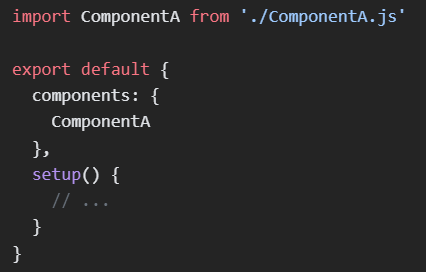 import ComponentA from './ComponentA.js'

export default {
  components: {
    ComponentA
  },
  setup() {
    // ...
  }
}